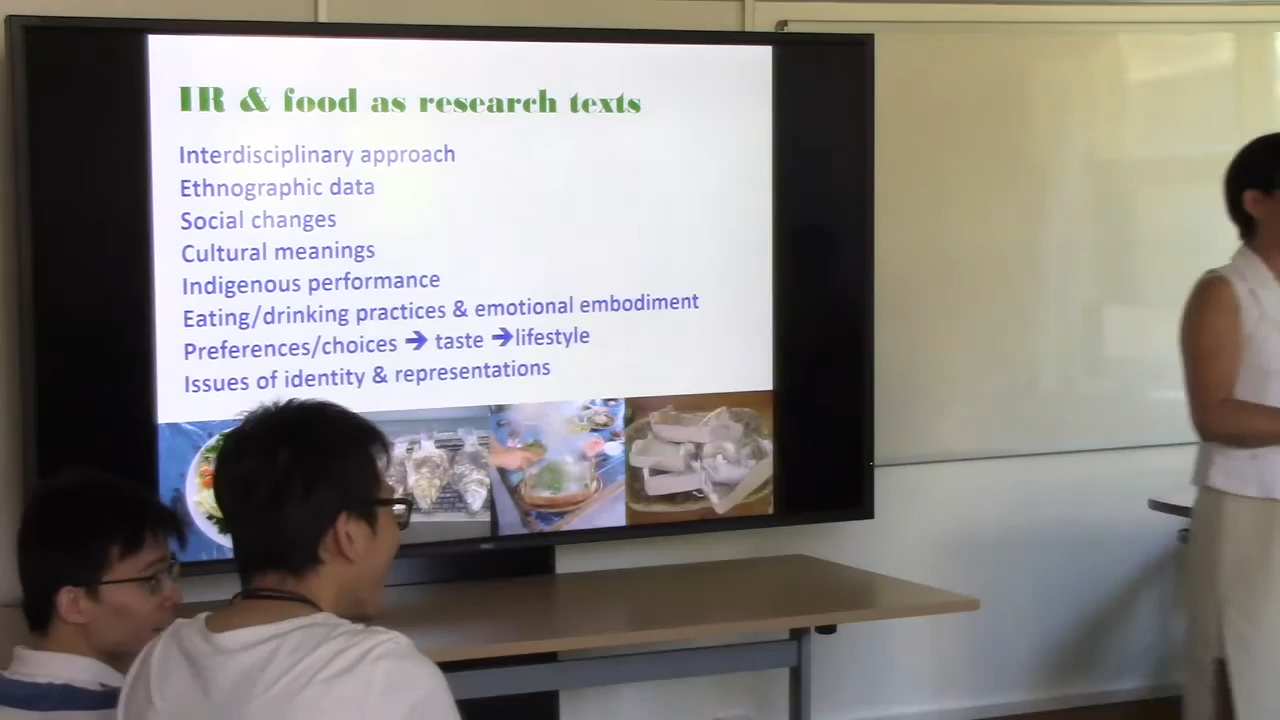 IR & food as research texts
Interdisciplinary approach
Ethnographic data
Social changes
Cultural meanings
Indigenous performance
Eating/drinking practices & emotional embodiment
Preferences/choices ➔ taste ➔lifestyle
Issues of identity & representations